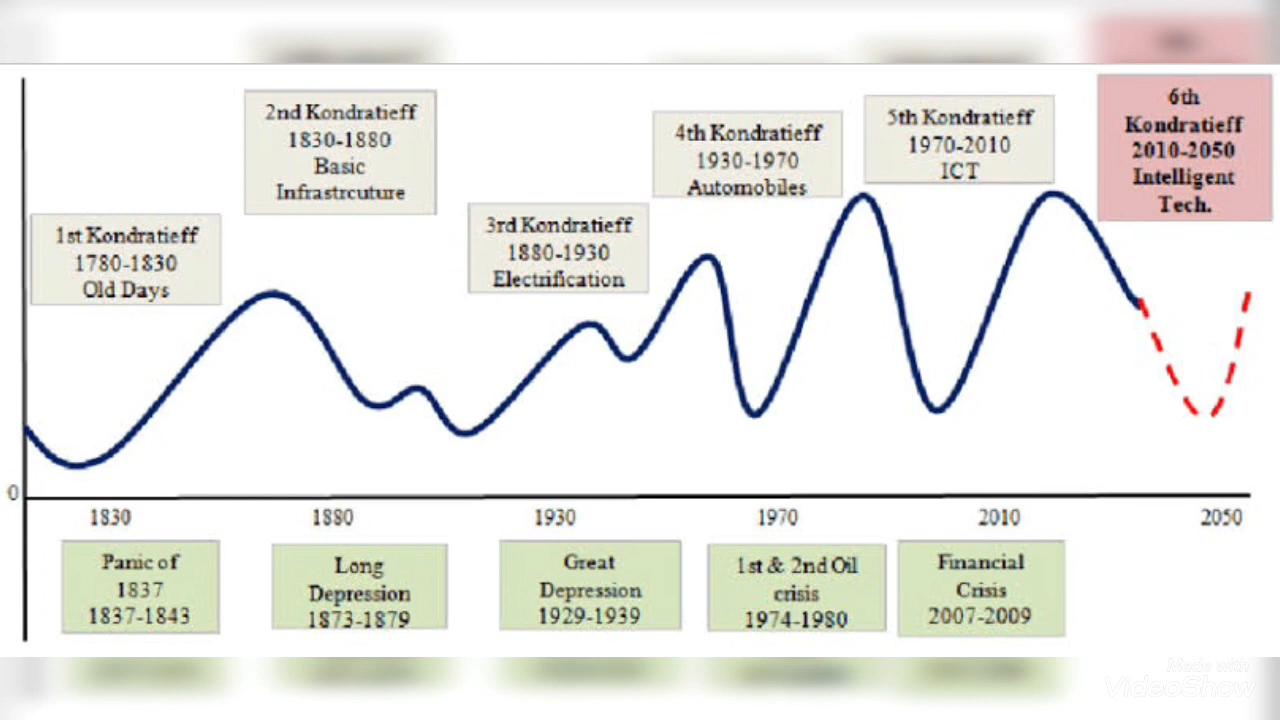 1st Kondratieff
1780-1830
Old Days
2nd Kondratieff
1830-1880
Basic
Infrastrcuture
3rd Kondratieff
1880-1930
Electrification
4th Kondratieff
1930-1970
Automobiles
5th Kondratieff
1970-2010
ICT
6th
Kondratieff
2010-2050
Intelligent
Tech.
0
1830
1880
1930
1970
2010
2050
Panic of
1837
1837-1843
Long
Depression
1873-1879
Great
Depression
1929-1939
1st & 2nd Oil
crisis
1974-1980
Financial
Crisis
2007-2009
Made with
VideoShow